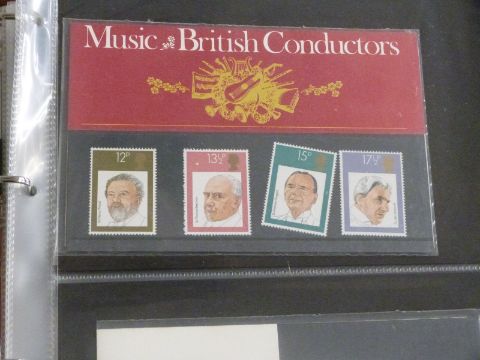 Music British Conductors
12P
13½P
15P
17½P